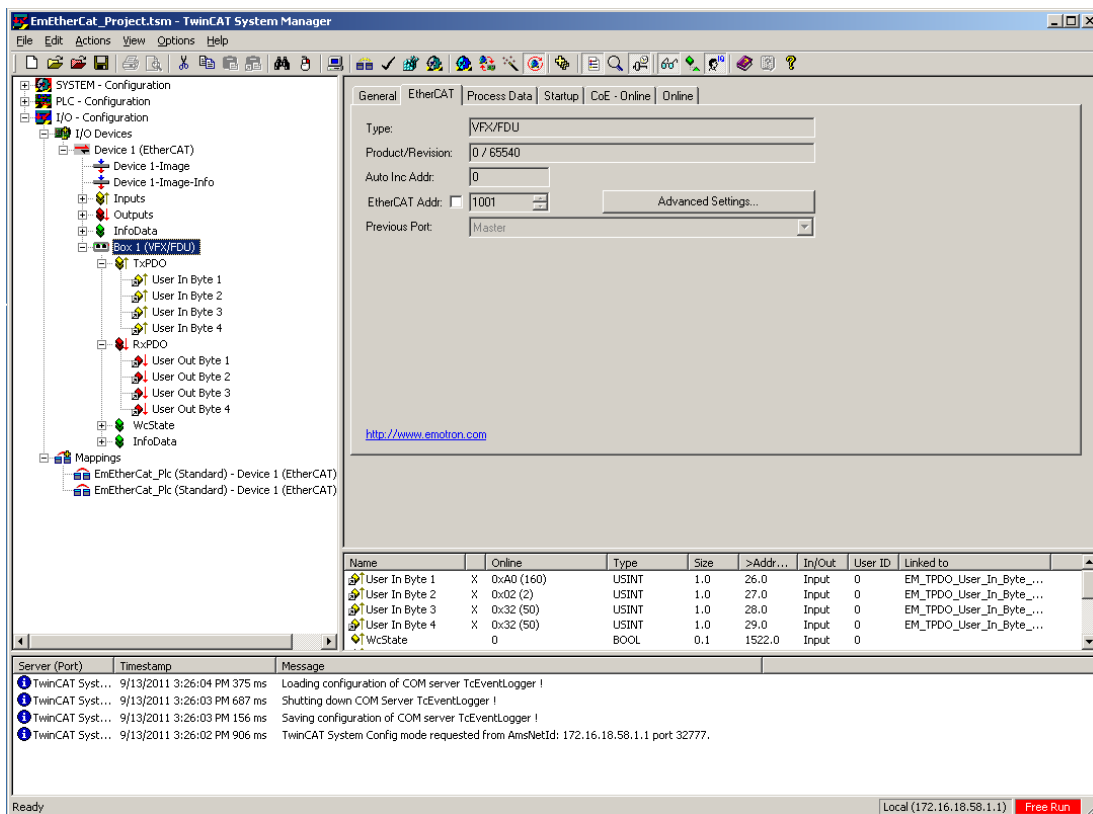 EmEtherCat_Project.tsm - TwinCAT System Manager
File Edit Actions View Options Help
SYSTEM - Configuration
PLC - Configuration
I/O - Configuration
I/O Devices
Device 1 (EtherCAT)
Device 1-Image
Device 1-Image-Info
Inputs
Outputs
InfoData
Box 1 (VFX/FDU)
TxPDO
User In Byte 1
User In Byte 2
User In Byte 3
User In Byte 4
RxPDO
User Out Byte 1
User Out Byte 2
User Out Byte 3
User Out Byte 4
WcState
InfoData
Mappings
EmEtherCat_Plc (Standard) - Device 1 (EtherCAT)
EmEtherCat_Plc (Standard) - Device 1 (EtherCAT)
General EtherCAT Process Data Startup CoE - Online Online
Type: VFX/FDU
Product/Revision: 0 / 65540
Auto Inc Addr: 0
EtherCAT Addr: 1001 Advanced Settings...
Previous Port: Master
http://www.emotron.com
Name Online Type Size >Addr... In/Out User ID Linked to
User In Byte 1 X 0xA0 (160) USINT 1.0 26.0 Input 0 EM_TPDO_User_In_Byte_...
User In Byte 2 X 0x02 (2) USINT 1.0 27.0 Input 0 EM_TPDO_User_In_Byte_...
User In Byte 3 X 0x32 (50) USINT 1.0 28.0 Input 0 EM_TPDO_User_In_Byte_...
User In Byte 4 X 0x32 (50) USINT 1.0 29.0 Input 0 EM_TPDO_User_In_Byte_...
WcState 0 BOOL 0.1 1522.0 Input 0
Server (Port) Timestamp Message
TwinCAT Syst... 9/13/2011 3:26:04 PM 375 ms Loading configuration of COM server TcEventLogger !
TwinCAT Syst... 9/13/2011 3:26:03 PM 687 ms Shutting down COM Server TcEventLogger !
TwinCAT Syst... 9/13/2011 3:26:03 PM 156 ms Saving configuration of COM server TcEventLogger !
TwinCAT Syst... 9/13/2011 3:26:02 PM 906 ms TwinCAT System Config mode requested from AmsNetId: 172.16.18.58.1.1 port 32777.
Ready Local (172.16.18.58.1.1) Free Run